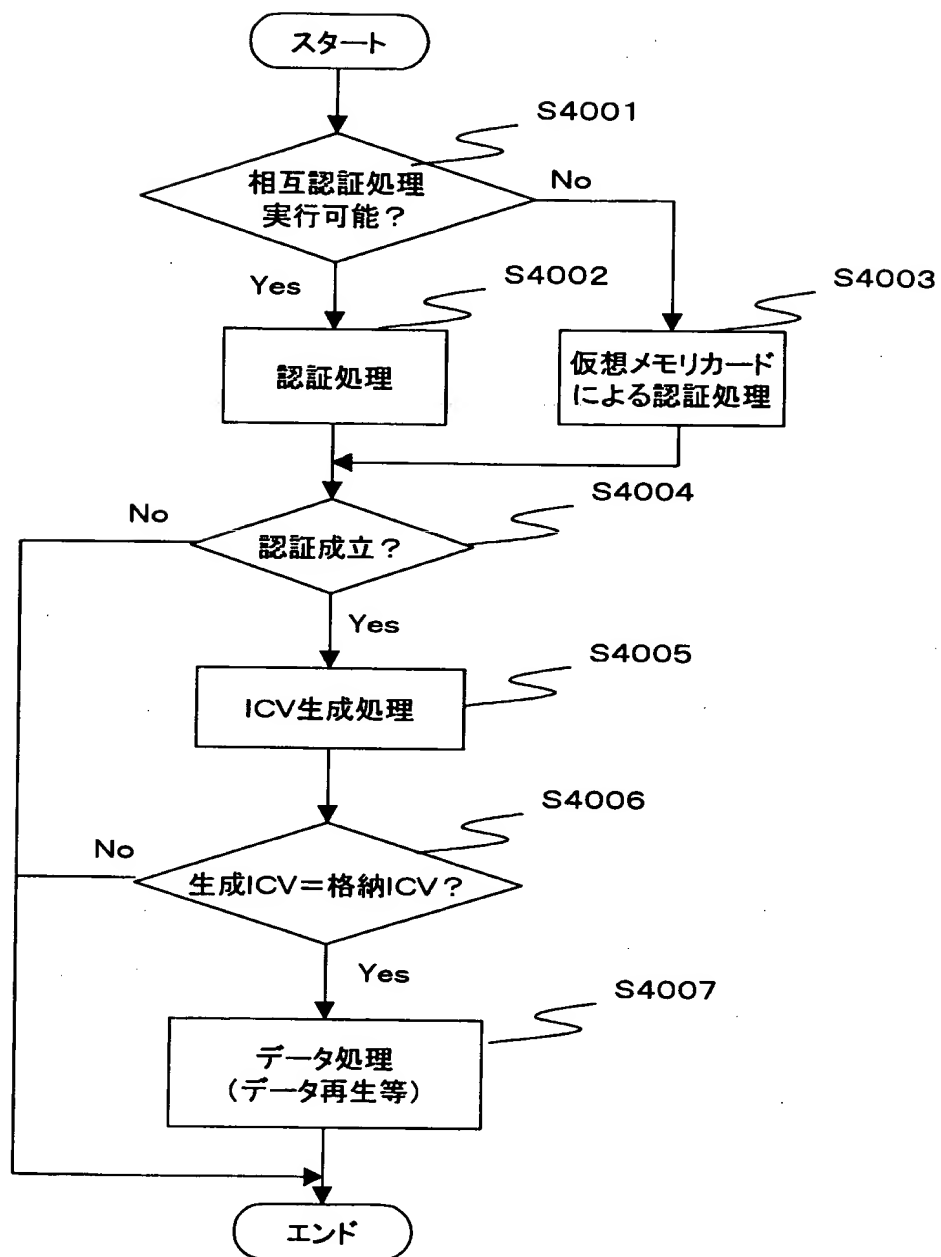 スタート
S4001
相互認証処理
実行可能?
No
Yes
S4002
S4003
認証処理
仮想メモリカード
による認証処理
S4004
No
認証成立?
Yes
S4005
ICV生成処理
S4006
No
生成ICV=格納ICV?
Yes
S4007
データ処理
(データ再生等)
エンド